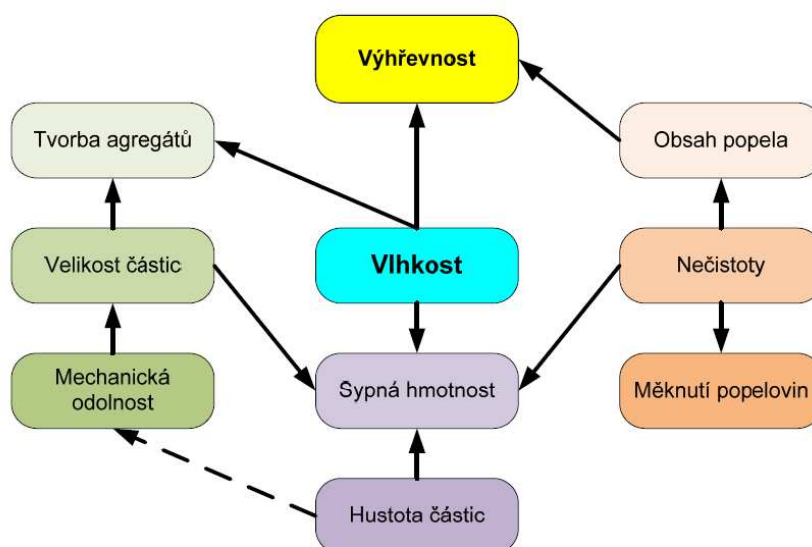 Výhřevnost
Tvorba agregátů
Obsah popela
Velikost částic
Vlhkost
Nečistoty
Mechanická
odolnost
Sypná hmotnost
Měknutí popelovin
Hustota částic